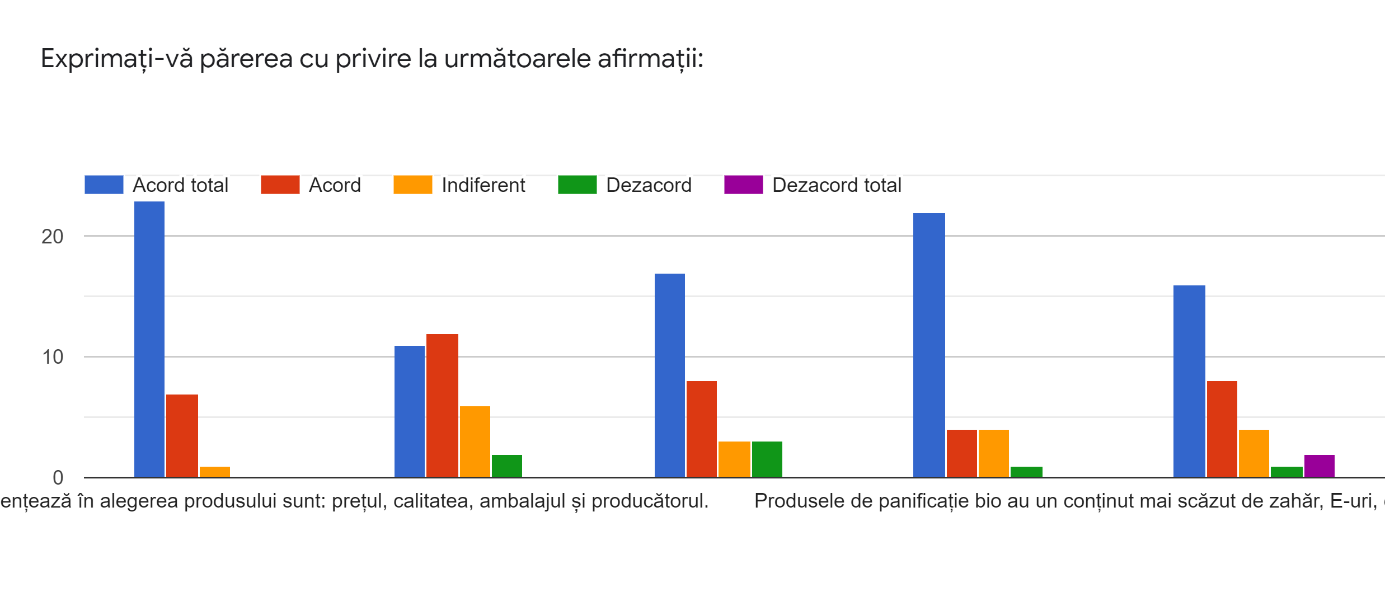 Exprimați-vă părerea cu privire la următoarele afirmații:
Acord total Acord Indiferent Dezacord Dezacord total
20
10
0
ențează în alegerea produsului sunt: prețul, calitatea, ambalajul și producătorul. Produsele de panificație bio au un conținut mai scăzut de zahăr, E-uri,